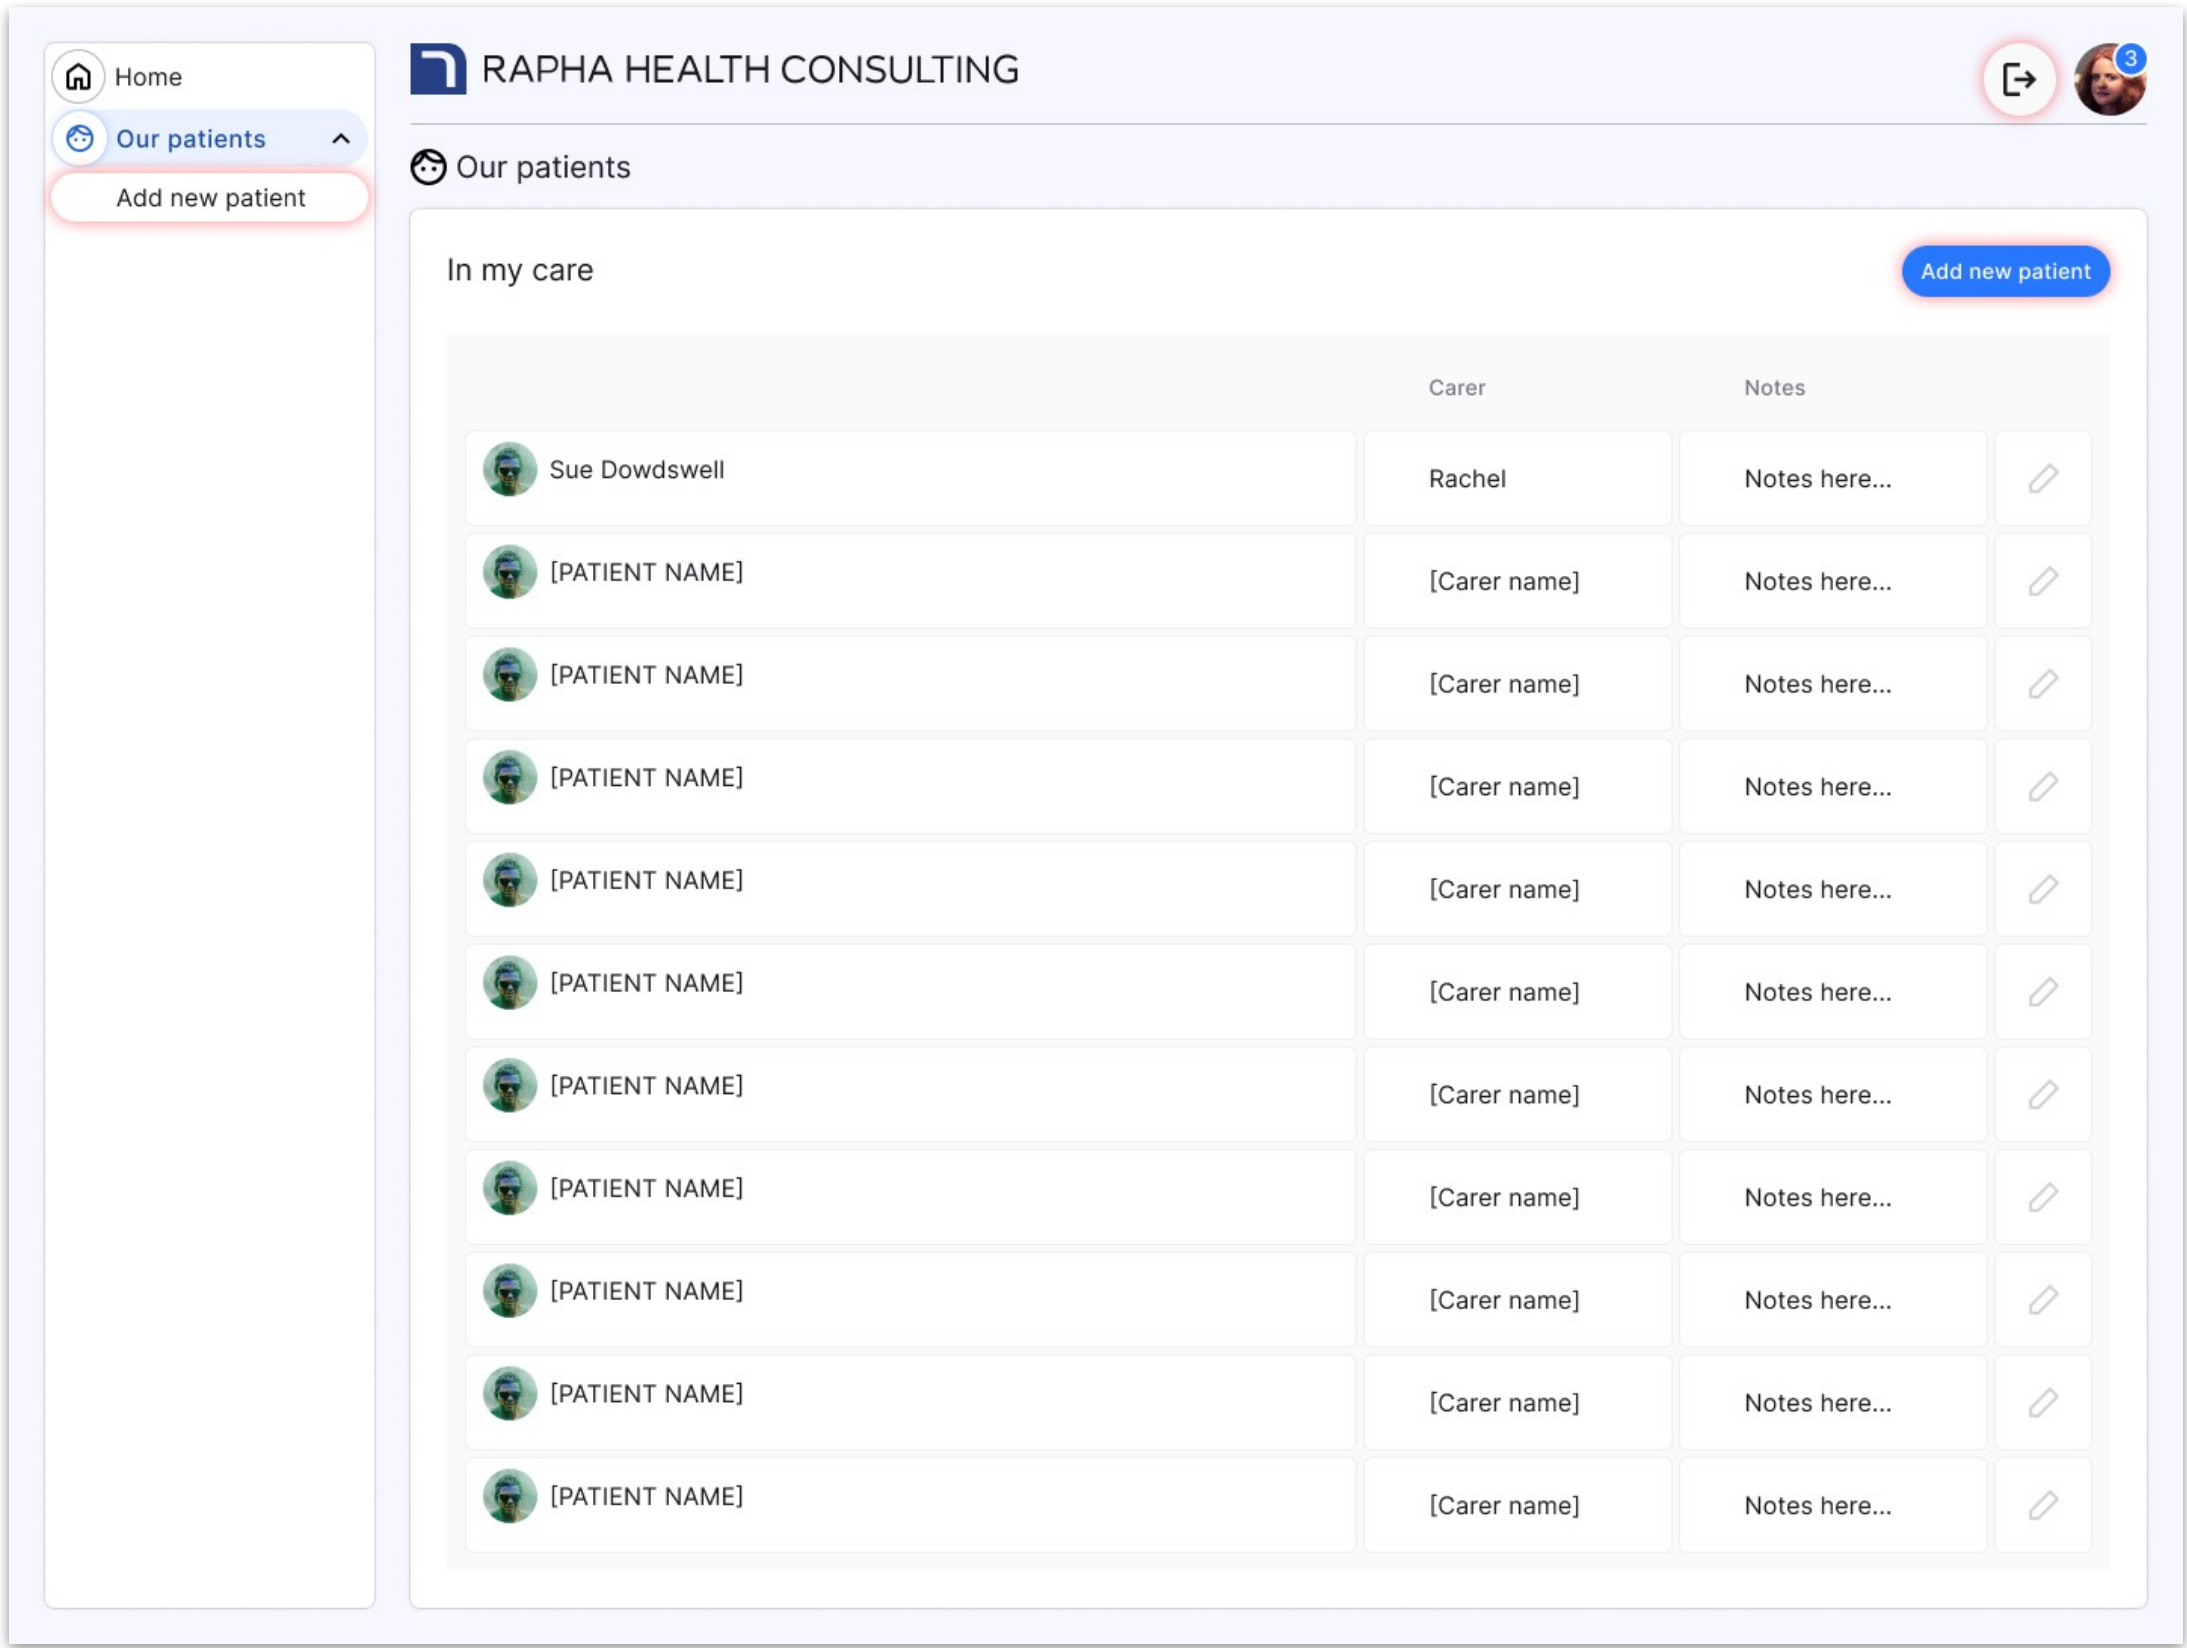 Home
Our patients
Add new patient
RAPHA HEALTH CONSULTING
3
Our patients
In my care
Add new patient
Carer Notes
Sue Dowdswell Rachel Notes here...
[PATIENT NAME] [Carer name] Notes here...
[PATIENT NAME] [Carer name] Notes here...
[PATIENT NAME] [Carer name] Notes here...
[PATIENT NAME] [Carer name] Notes here...
[PATIENT NAME] [Carer name] Notes here...
[PATIENT NAME] [Carer name] Notes here...
[PATIENT NAME] [Carer name] Notes here...
[PATIENT NAME] [Carer name] Notes here...
[PATIENT NAME] [Carer name] Notes here...
[PATIENT NAME] [Carer name] Notes here...